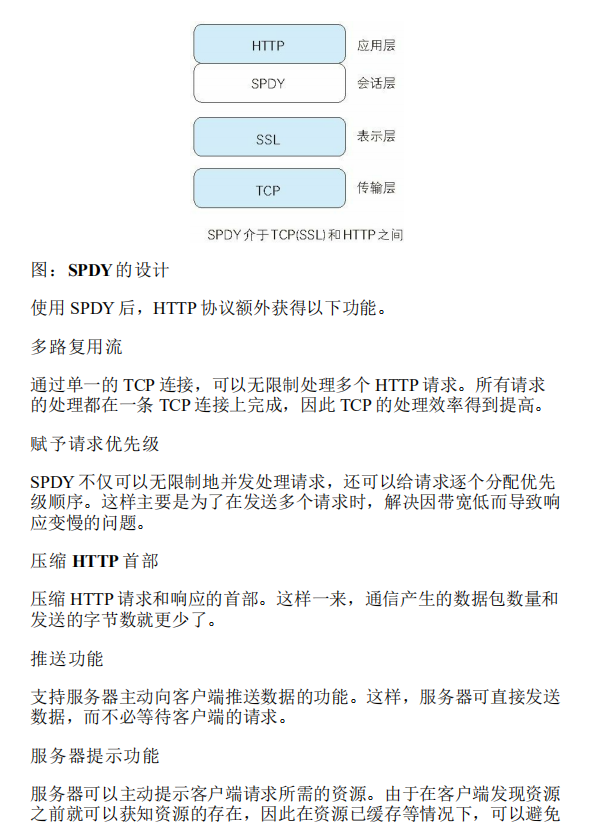 HTTP 应用层
SPDY 会话层
SSL 表示层
TCP 传输层
SPDY介于TCP(SSL)和HTTP之间
图：SPDY的设计
使用 SPDY 后，HTTP 协议额外获得以下功能。
多路复用流
通过单一的 TCP 连接，可以无限制处理多个 HTTP 请求。所有请求
的处理都在一条 TCP 连接上完成，因此 TCP 的处理效率得到提高。
赋予请求优先级
SPDY 不仅可以无限制地并发处理请求，还可以给请求逐个分配优先
级顺序。这样主要是为了在发送多个请求时，解决因带宽低而导致响
应变慢的问题。
压缩 HTTP 首部
压缩 HTTP 请求和响应的首部。这样一来，通信产生的数据包数量和
发送的字节数就更少了。
推送功能
支持服务器主动向客户端推送数据的功能。这样，服务器可直接发送
数据，而不必等待客户端的请求。
服务器提示功能
服务器可以主动提示客户端请求所需的资源。由于在客户端发现资源
之前就可以获知资源的存在，因此在资源已缓存等情况下，可以避免